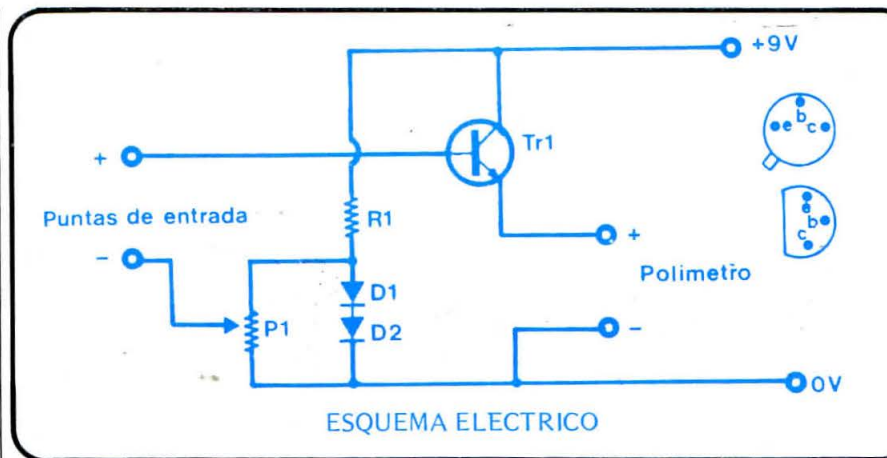 +9V
Tr1
e
b
e
c
+
Puntas de entrada
R1
e
b
c
+
-
Polimetro
D1
P1
D2
-
0V
ESQUEMA ELECTRICO